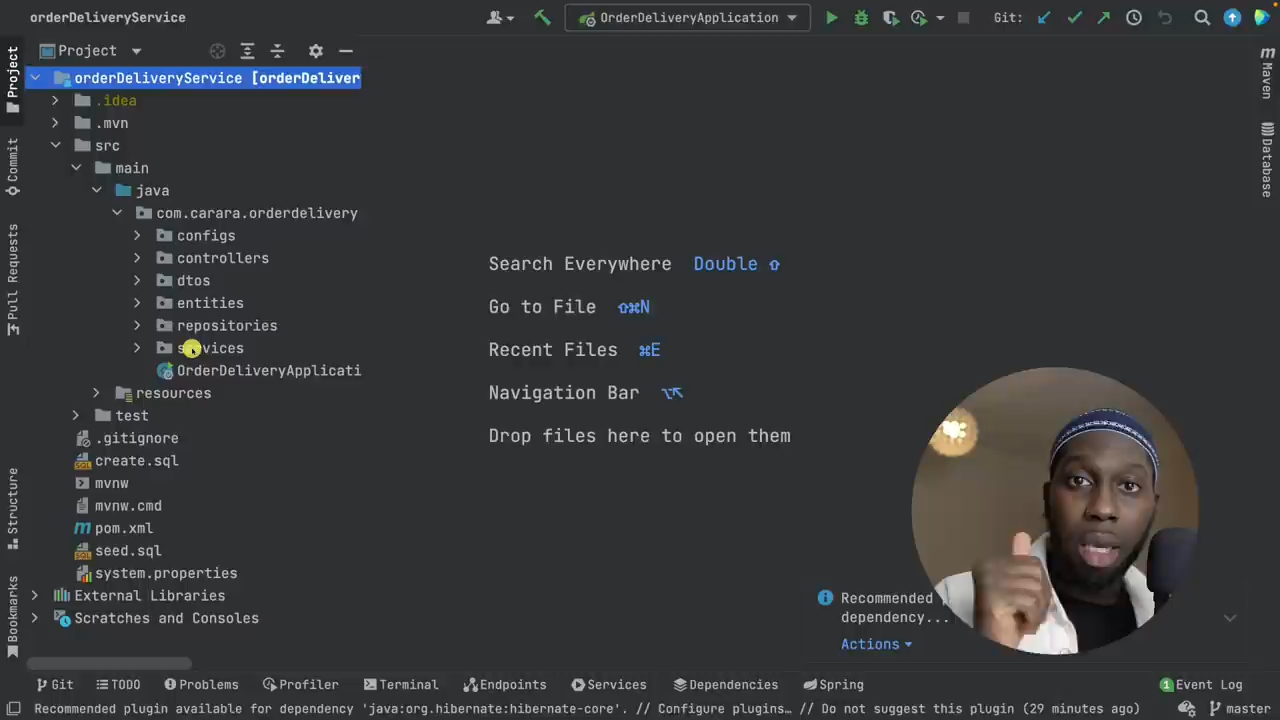 orderDeliveryService
OrderDeliveryApplication
Git:
Project
orderDeliveryService [orderDeliver
.idea
.mvn
src
main
java
com.carara.orderdelivery
configs
controllers
dtos
entities
repositories
services
OrderDeliveryApplicati
resources
test
.gitignore
create.sql
mvnw
mvnw.cmd
pom.xml
seed.sql
system.properties
External Libraries
Scratches and Consoles
Project
Commit
Pull Requests
Structure
Bookmarks
Search Everywhere Double ⇧
Go to File ⇧⌘N
Recent Files ⌘E
Navigation Bar ⌥↖
Drop files here to open them
Maven
Database
Recommended
dependency...
Actions
Git
TODO
Problems
Profiler
Terminal
Endpoints
Services
Dependencies
Spring
1 Event Log
Recommended plugin available for dependency 'java:org.hibernate:hibernate-core'. // Configure plugins… // Do not suggest this plugin (29 minutes ago)
master